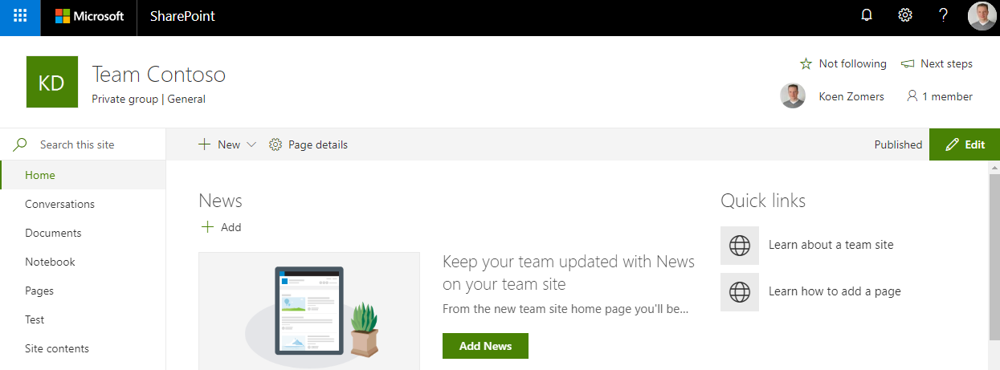 Microsoft
SharePoint
?
KD
Team Contoso
Private group | General
Not following
Next steps
Koen Zomers
1 member
Search this site
New
Page details
Published
Edit
Home
Conversations
Documents
Notebook
Pages
Test
Site contents
News
Add
Keep your team updated with News
on your team site
From the new team site home page you'll be...
Add News
Quick links
Learn about a team site
Learn how to add a page